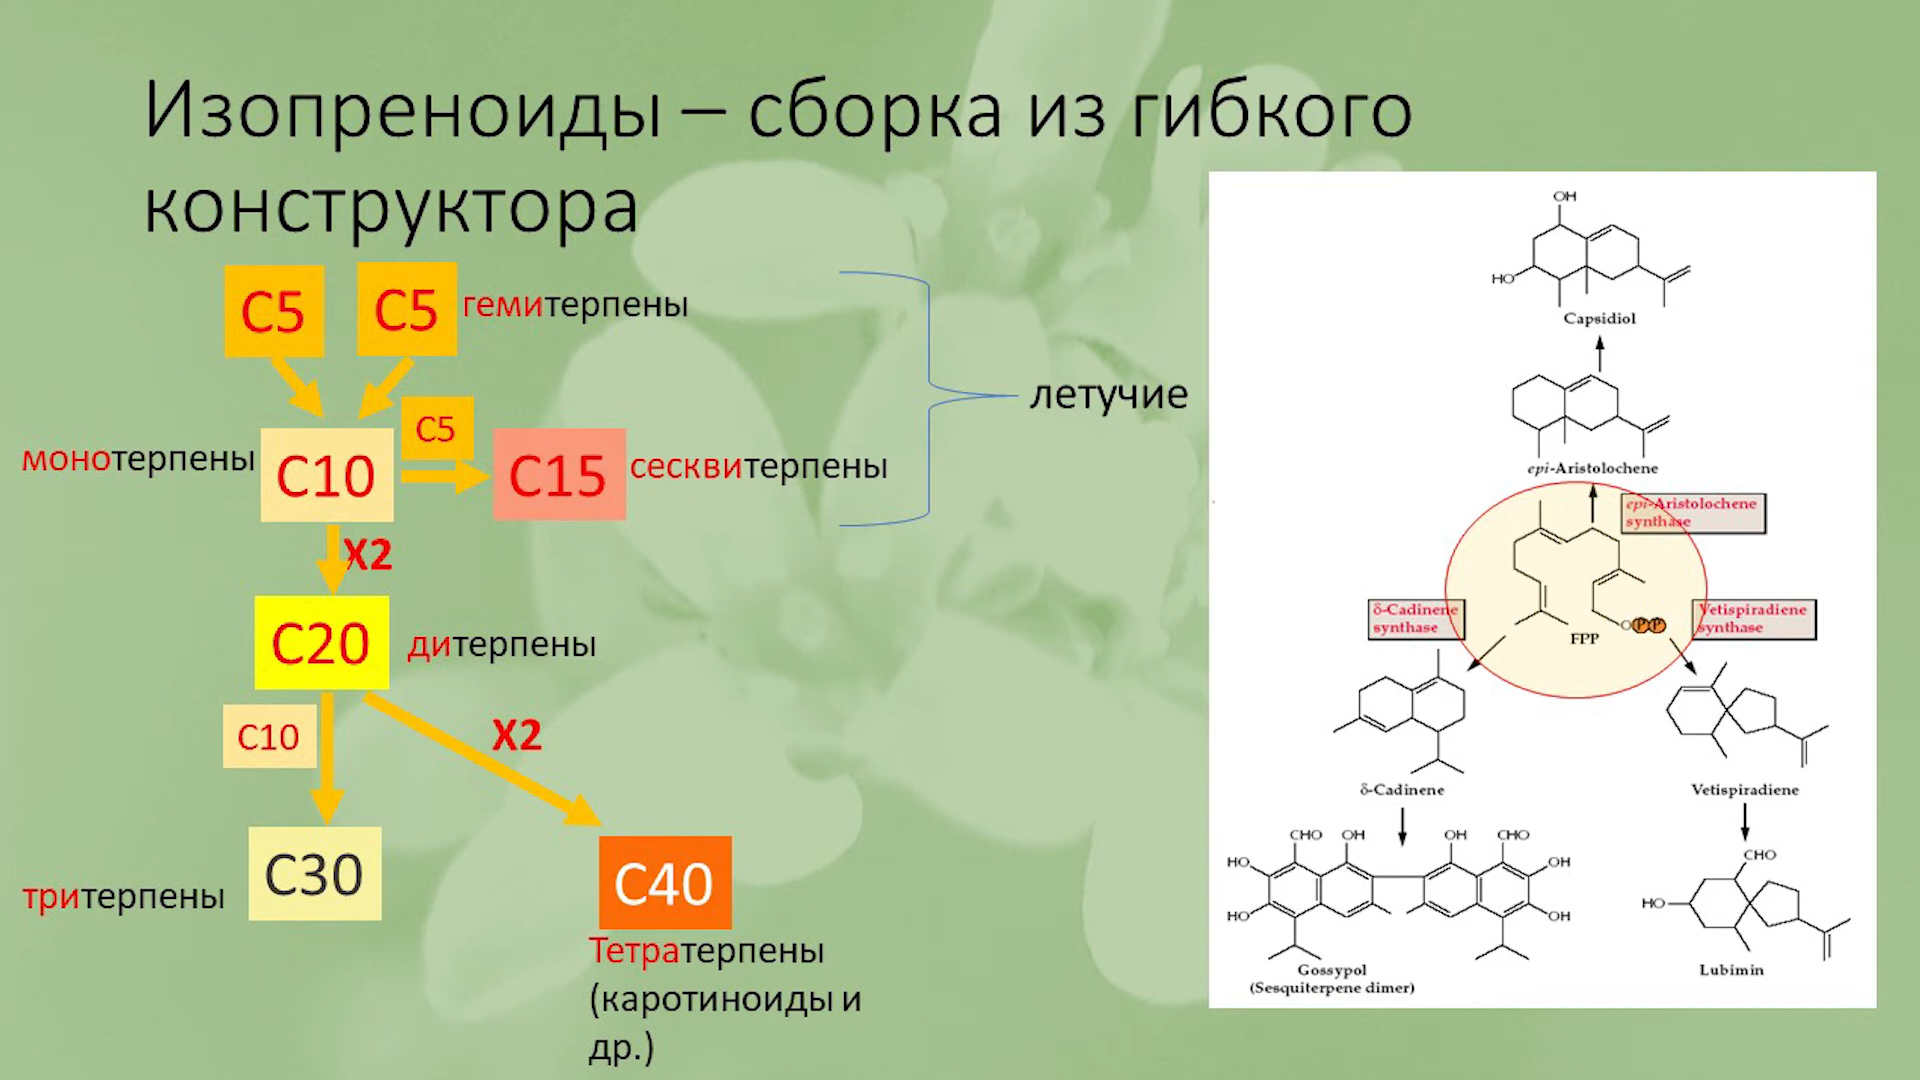 Изопреноиды – сборка из гибкого
конструктора
C5
C5
гемитерпены
летучие
монотерпены
C10
C5
C15
сесквитерпены
X2
C20
дитерпены
C10
X2
C30
тритерпены
C40
Тетратерпены
(каротиноиды и
др.)
OH
HO
Capsidiol
epi-Aristolochene
epi-Aristolochene
synthase
δ-Cadinene
synthase
Vetispiradiene
synthase
OPP
FPP
δ-Cadinene
Vetispiradiene
CHO OH OH CHO
HO OH
HO OH
Gossypol
(Sesquiterpene dimer)
CHO
HO
Lubimin